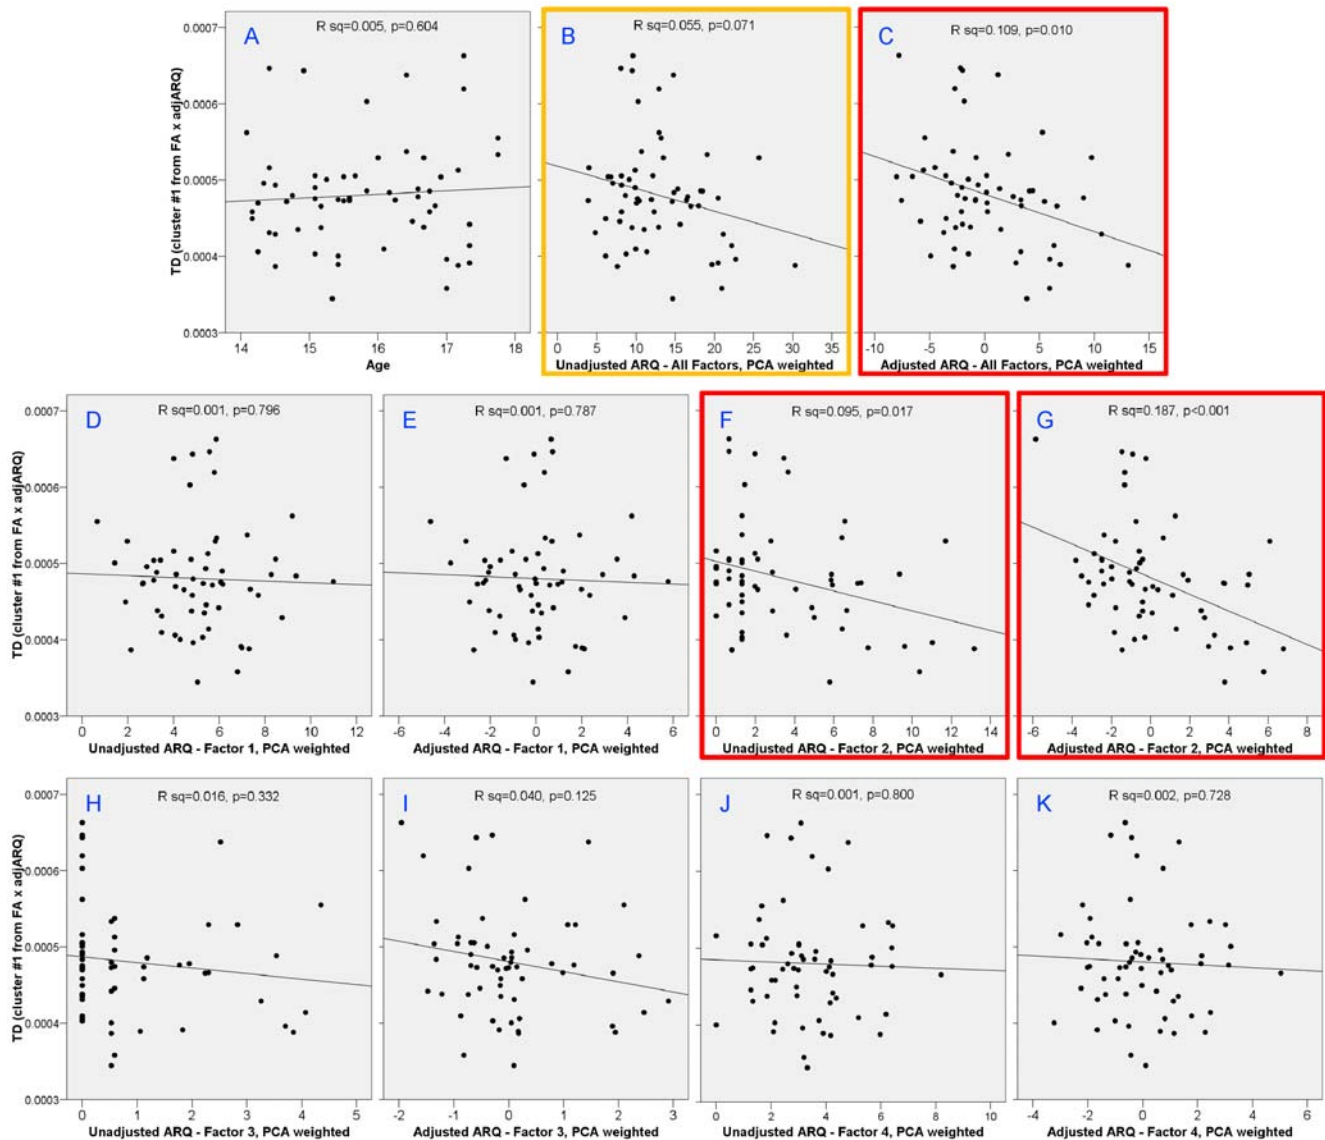 A R sq=0.005, p=0.604
B R sq=0.055, p=0.071
C R sq=0.109, p=0.010
TD (cluster #1 from FA x adjARQ)
0.0007
0.0006
0.0005
0.0004
0.0003
14 15 16 17 18
0 5 10 15 20 25 30 35
-10 -5 0 5 10 15
Age
Unadjusted ARQ - All Factors, PCA weighted
Adjusted ARQ - All Factors, PCA weighted
D R sq=0.001, p=0.796
E R sq=0.001, p=0.787
F R sq=0.095, p=0.017
G R sq=0.187, p<0.001
TD (cluster #1 from FA x adjARQ)
0.0007
0.0006
0.0005
0.0004
0.0003
0 2 4 6 8 10 12
-6 -4 -2 0 2 4 6
0 2 4 6 8 10 12 14
-6 -4 -2 0 2 4 6 8
Unadjusted ARQ - Factor 1, PCA weighted
Adjusted ARQ - Factor 1, PCA weighted
Unadjusted ARQ - Factor 2, PCA weighted
Adjusted ARQ - Factor 2, PCA weighted
H R sq=0.016, p=0.332
I R sq=0.040, p=0.125
J R sq=0.001, p=0.800
K R sq=0.002, p=0.728
TD (cluster #1 from FA x adjARQ)
0.0007
0.0006
0.0005
0.0004
0.0003
0 1 2 3 4 5
-2 -1 0 1 2 3
0 2 4 6 8 10
-4 -2 0 2 4 6
Unadjusted ARQ - Factor 3, PCA weighted
Adjusted ARQ - Factor 3, PCA weighted
Unadjusted ARQ - Factor 4, PCA weighted
Adjusted ARQ - Factor 4, PCA weighted